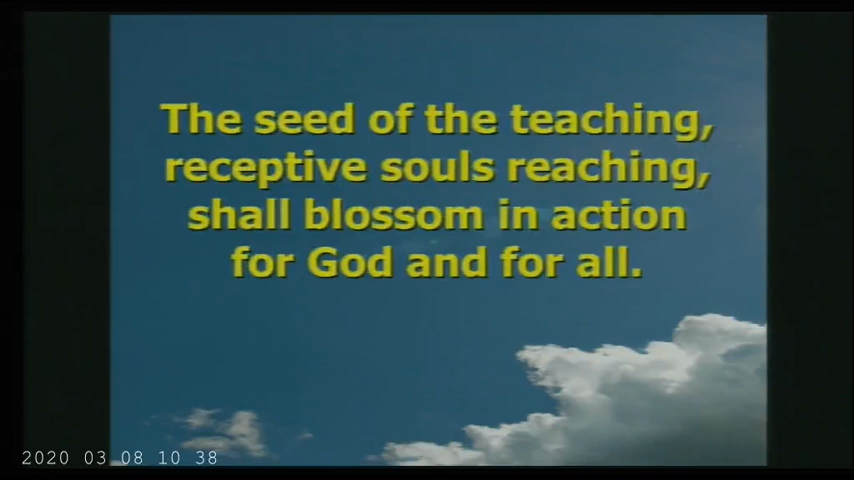 The seed of the teaching,
receptive souls reaching,
shall blossom in action
for God and for all.
2020 03 08 10 38